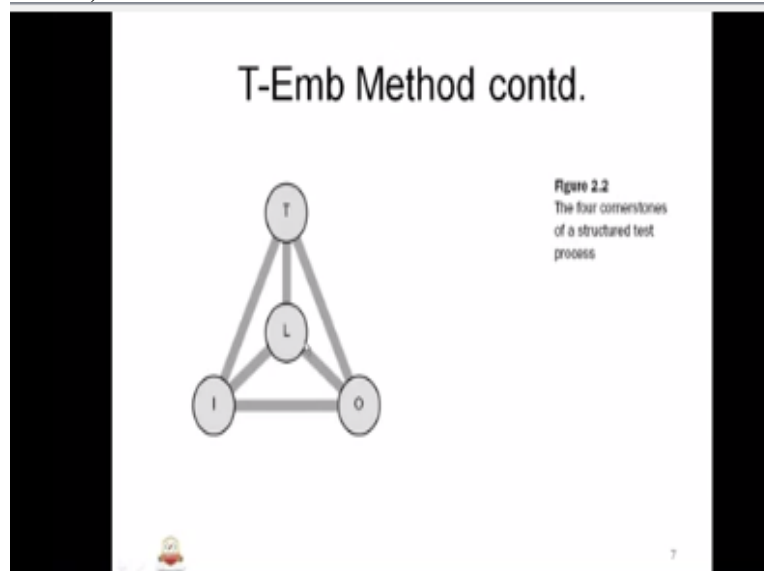 T-Emb Method contd.
Figure 2.2
The four cornerstones
of a structured test
process
T
L
I
O
7